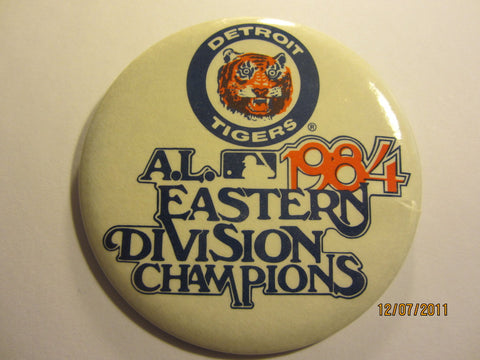 DETROIT
TIGERS ®
A.L. 1984
EASTERN
DIVISION
CHAMPIONS
12/07/2011